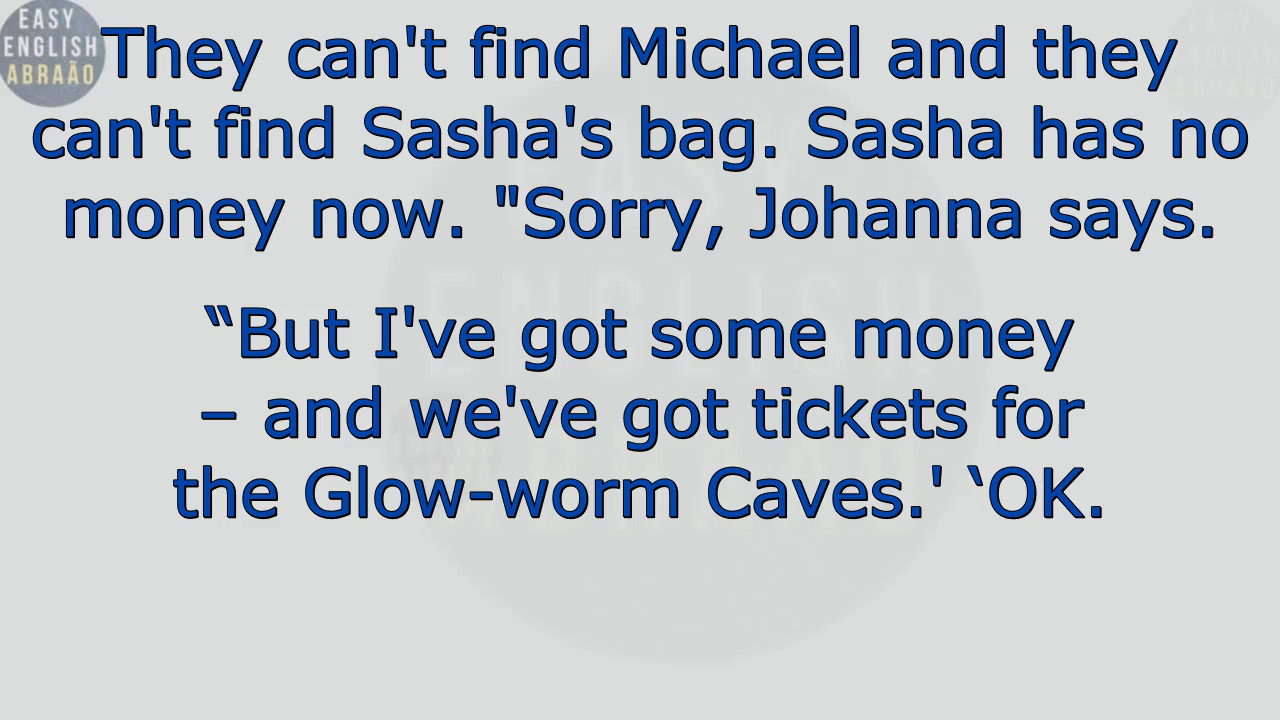 EASY
ENGLISH
ABRAÃO
They can't find Michael and they
can't find Sasha's bag. Sasha has no
money now. "Sorry, Johanna says.
“But I've got some money
– and we've got tickets for
the Glow-worm Caves.' ‘OK.